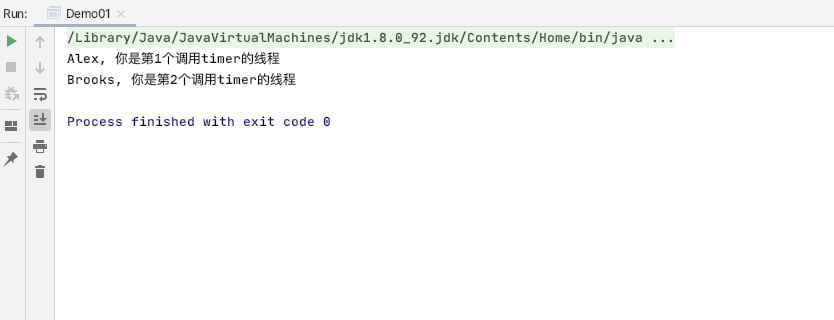 Run: Demo01
/Library/Java/JavaVirtualMachines/jdk1.8.0_92.jdk/Contents/Home/bin/java ...
Alex, 你是第1个调用timer的线程
Brooks, 你是第2个调用timer的线程
Process finished with exit code 0